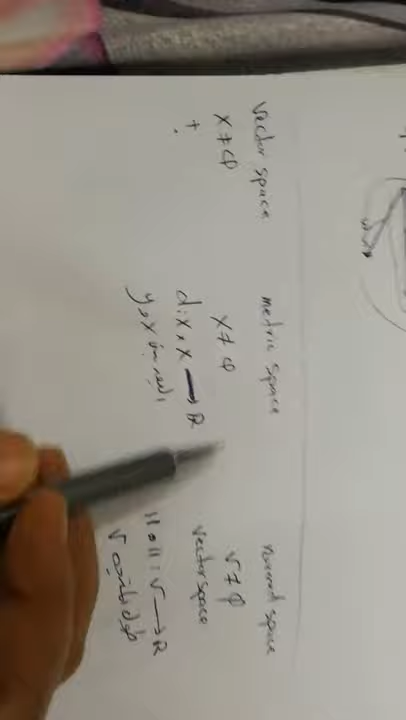 vector space
X ≠ φ
+
.
metric space
X ≠ φ
d: X x X → R
normed space
V ≠ φ
vector space
||•|| : V → R